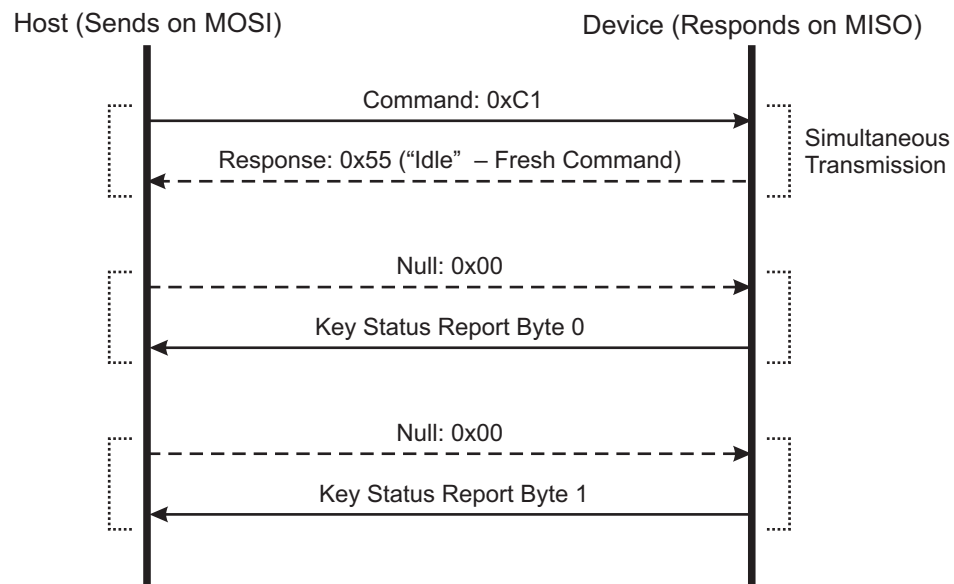 Host (Sends on MOSI)
Device (Responds on MISO)
Command: 0xC1
Response: 0x55 (“Idle” – Fresh Command)
Simultaneous
Transmission
Null: 0x00
Key Status Report Byte 0
Null: 0x00
Key Status Report Byte 1